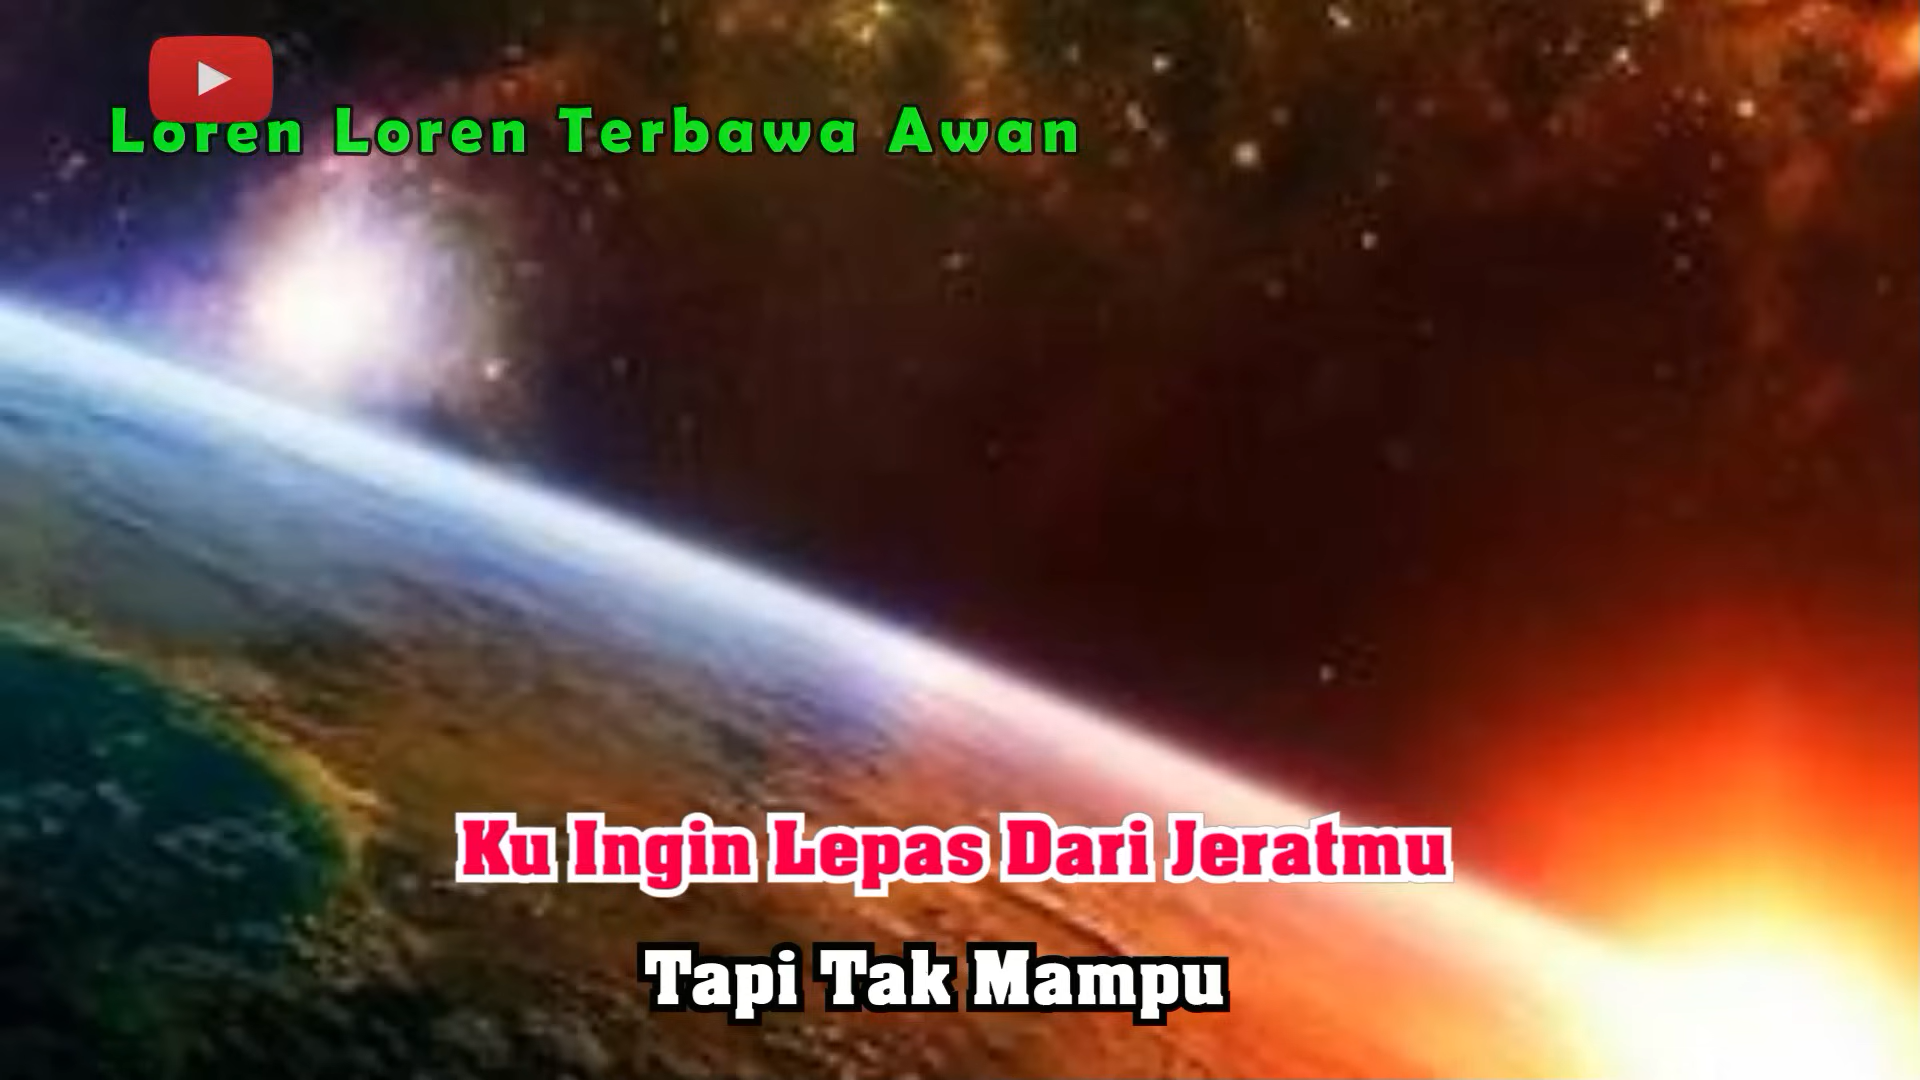 Loren Loren Terbawa Awan
Ku Ingin Lepas Dari Jeratmu
Tapi Tak Mampu